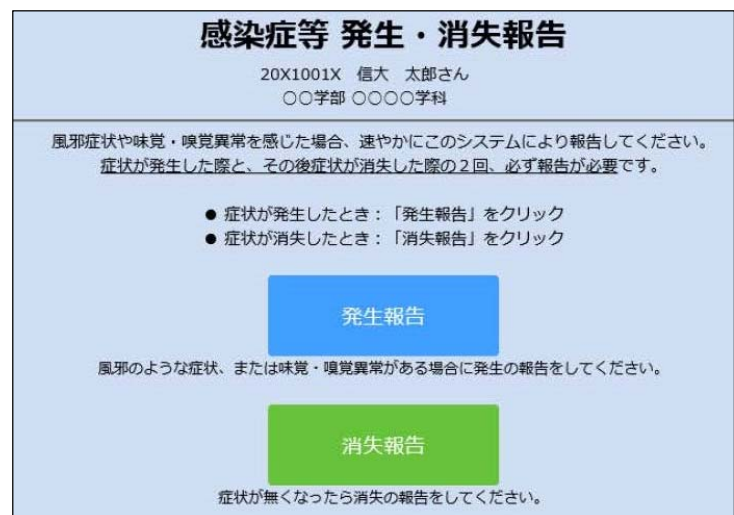 感染症等 発生・消失報告
20X1001X 信大 太郎さん
○○学部 ○○○○学科
風邪症状や味覚・嗅覚異常を感じた場合、速やかにこのシステムにより報告してください。
症状が発生した際と、その後症状が消失した際の２回、必ず報告が必要です。
● 症状が発生したとき：「発生報告」をクリック
● 症状が消失したとき：「消失報告」をクリック
発生報告
風邪のような症状、または味覚・嗅覚異常がある場合に発生の報告をしてください。
消失報告
症状が無くなったら消失の報告をしてください。